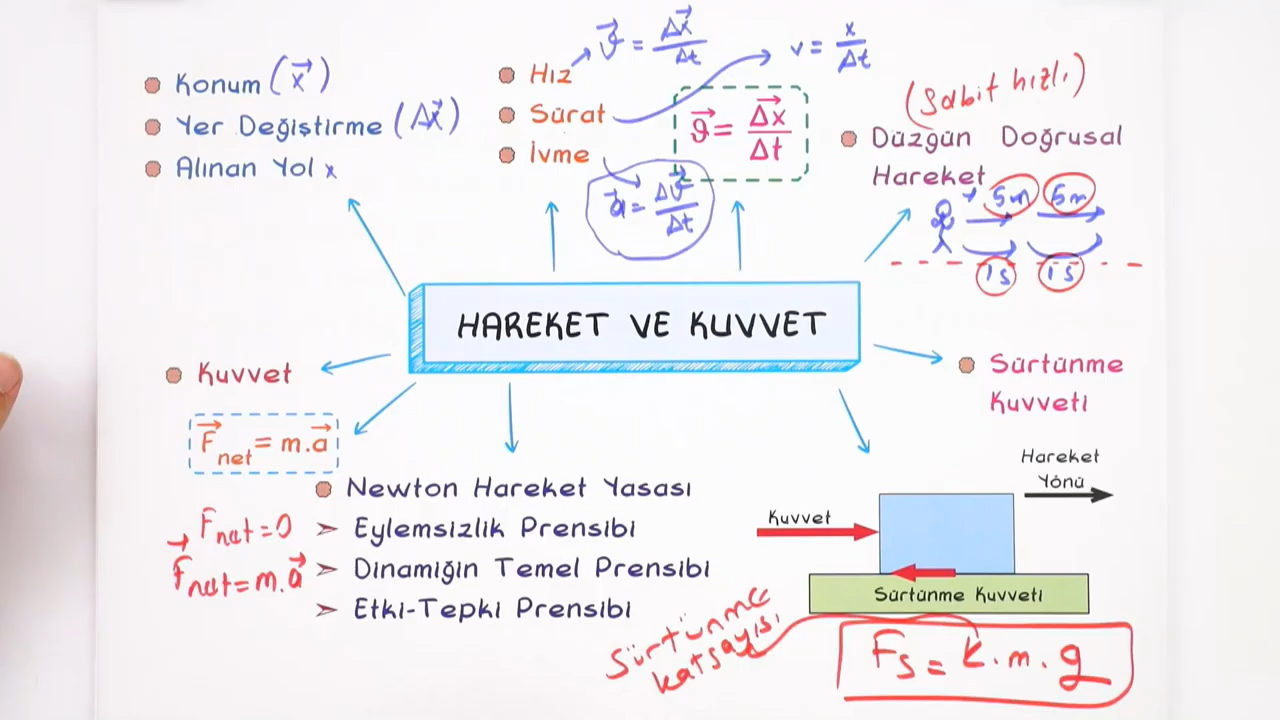 Konum (x⃗)
Yer Değiştirme (Δx⃗)
Alınan Yol x
Hız
v⃗ = Δx⃗/Δt
Sürat
v = x/Δt
İvme
a⃗ = Δv⃗/Δt
ϑ⃗ = Δx⃗/Δt
(Sabit hızlı)
Düzgün Doğrusal
Hareket
5m 5m
1s 1s
HAREKET VE KUVVET
Kuvvet
F⃗net = m.a⃗
Newton Hareket Yasası
Fnet=0
➢ Eylemsizlik Prensibi
F⃗net=m.a⃗
➢ Dinamiğin Temel Prensibi
➢ Etki-Tepki Prensibi
Sürtünme
Kuvveti
Hareket
Yönü
Kuvvet
Sürtünme Kuvveti
Sürtünme
katsayısı
Fs = k.m.g